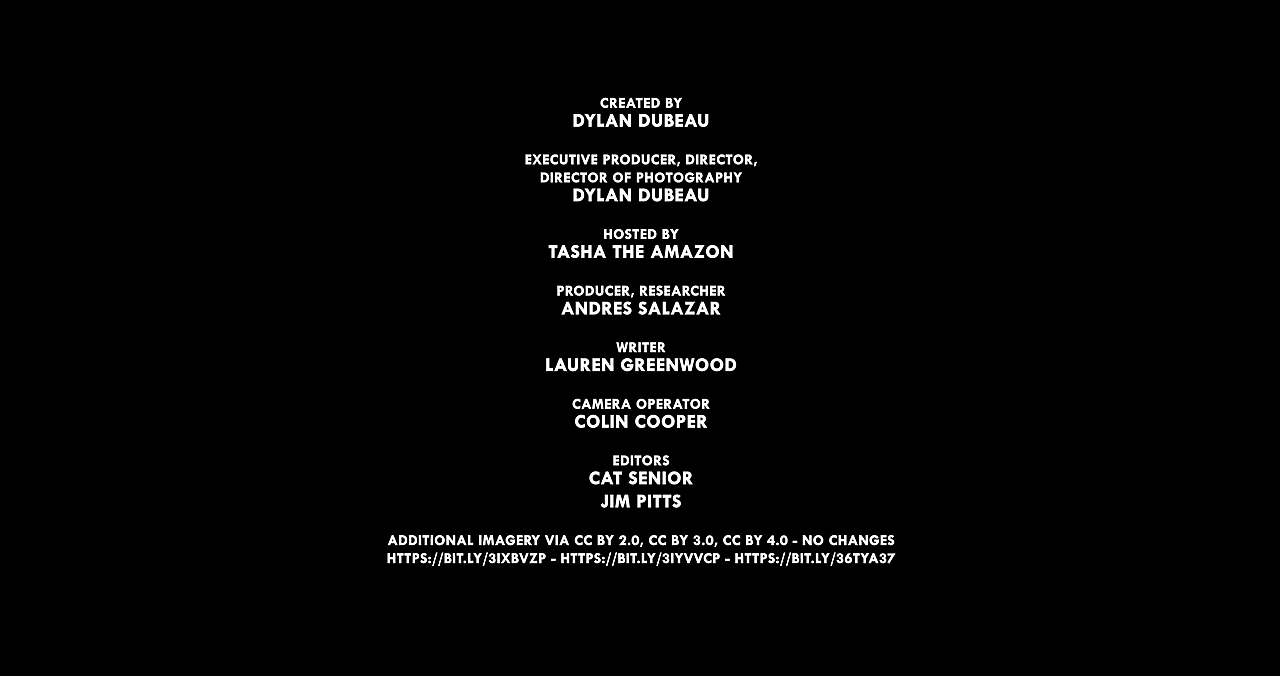 CREATED BY
DYLAN DUBEAU
EXECUTIVE PRODUCER, DIRECTOR,
DIRECTOR OF PHOTOGRAPHY
DYLAN DUBEAU
HOSTED BY
TASHA THE AMAZON
PRODUCER, RESEARCHER
ANDRES SALAZAR
WRITER
LAUREN GREENWOOD
CAMERA OPERATOR
COLIN COOPER
EDITORS
CAT SENIOR
JIM PITTS
ADDITIONAL IMAGERY VIA CC BY 2.0, CC BY 3.0, CC BY 4.0 - NO CHANGES
HTTPS://BIT.LY/3IXBVZP - HTTPS://BIT.LY/3IYVVCP - HTTPS://BIT.LY/36TYA37